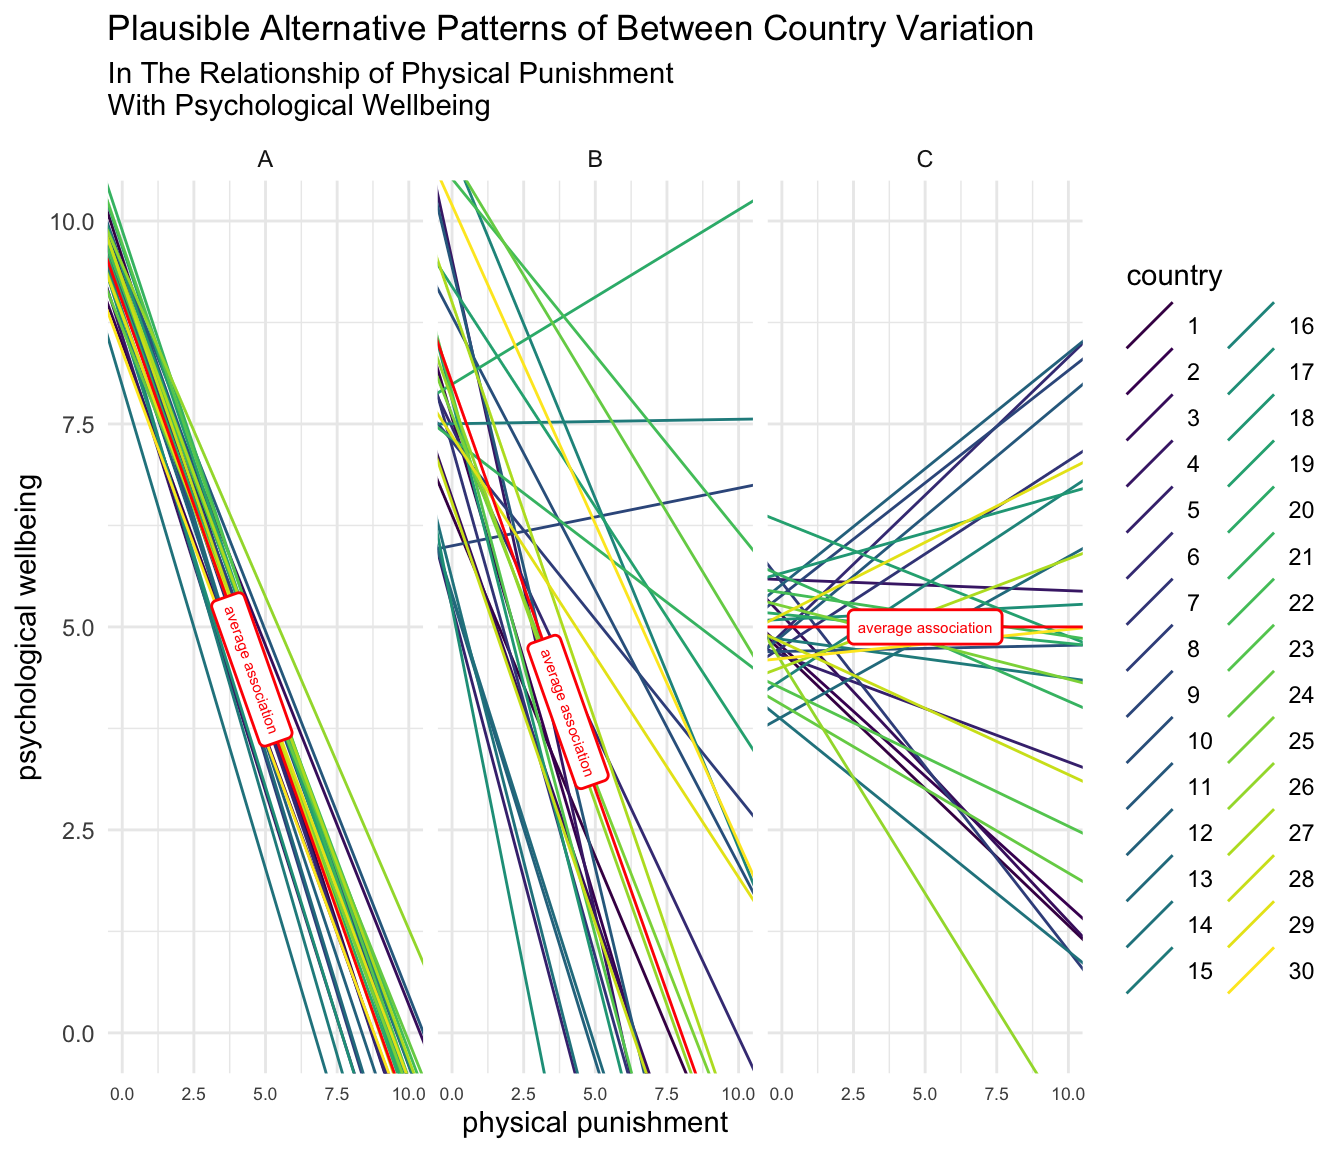 Plausible Alternative Patterns of Between Country Variation
In The Relationship of Physical Punishment
With Psychological Wellbeing
A
B
C
psychological wellbeing
10.0
7.5
5.0
2.5
0.0
average association
average association
average association
0.0 2.5 5.0 7.5 10.0
0.0 2.5 5.0 7.5 10.0
0.0 2.5 5.0 7.5 10.0
physical punishment
country
1
2
3
4
5
6
7
8
9
10
11
12
13
14
15
16
17
18
19
20
21
22
23
24
25
26
27
28
29
30